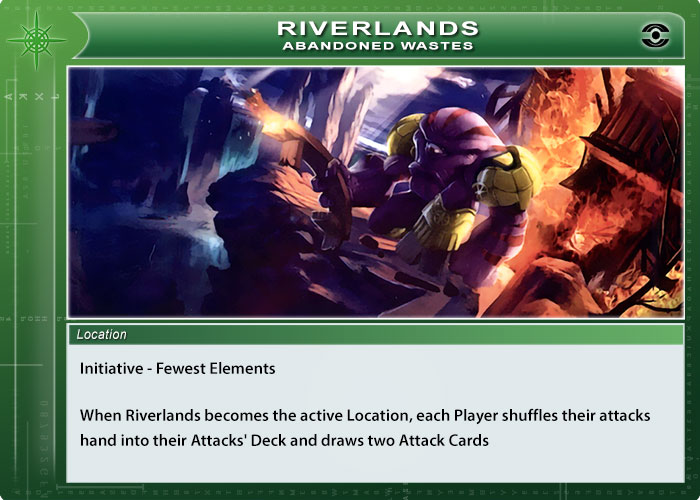 RIVERLANDS
ABANDONED WASTES
Location
Initiative - Fewest Elements
When Riverlands becomes the active Location, each Player shuffles their attacks
hand into their Attacks' Deck and draws two Attack Cards